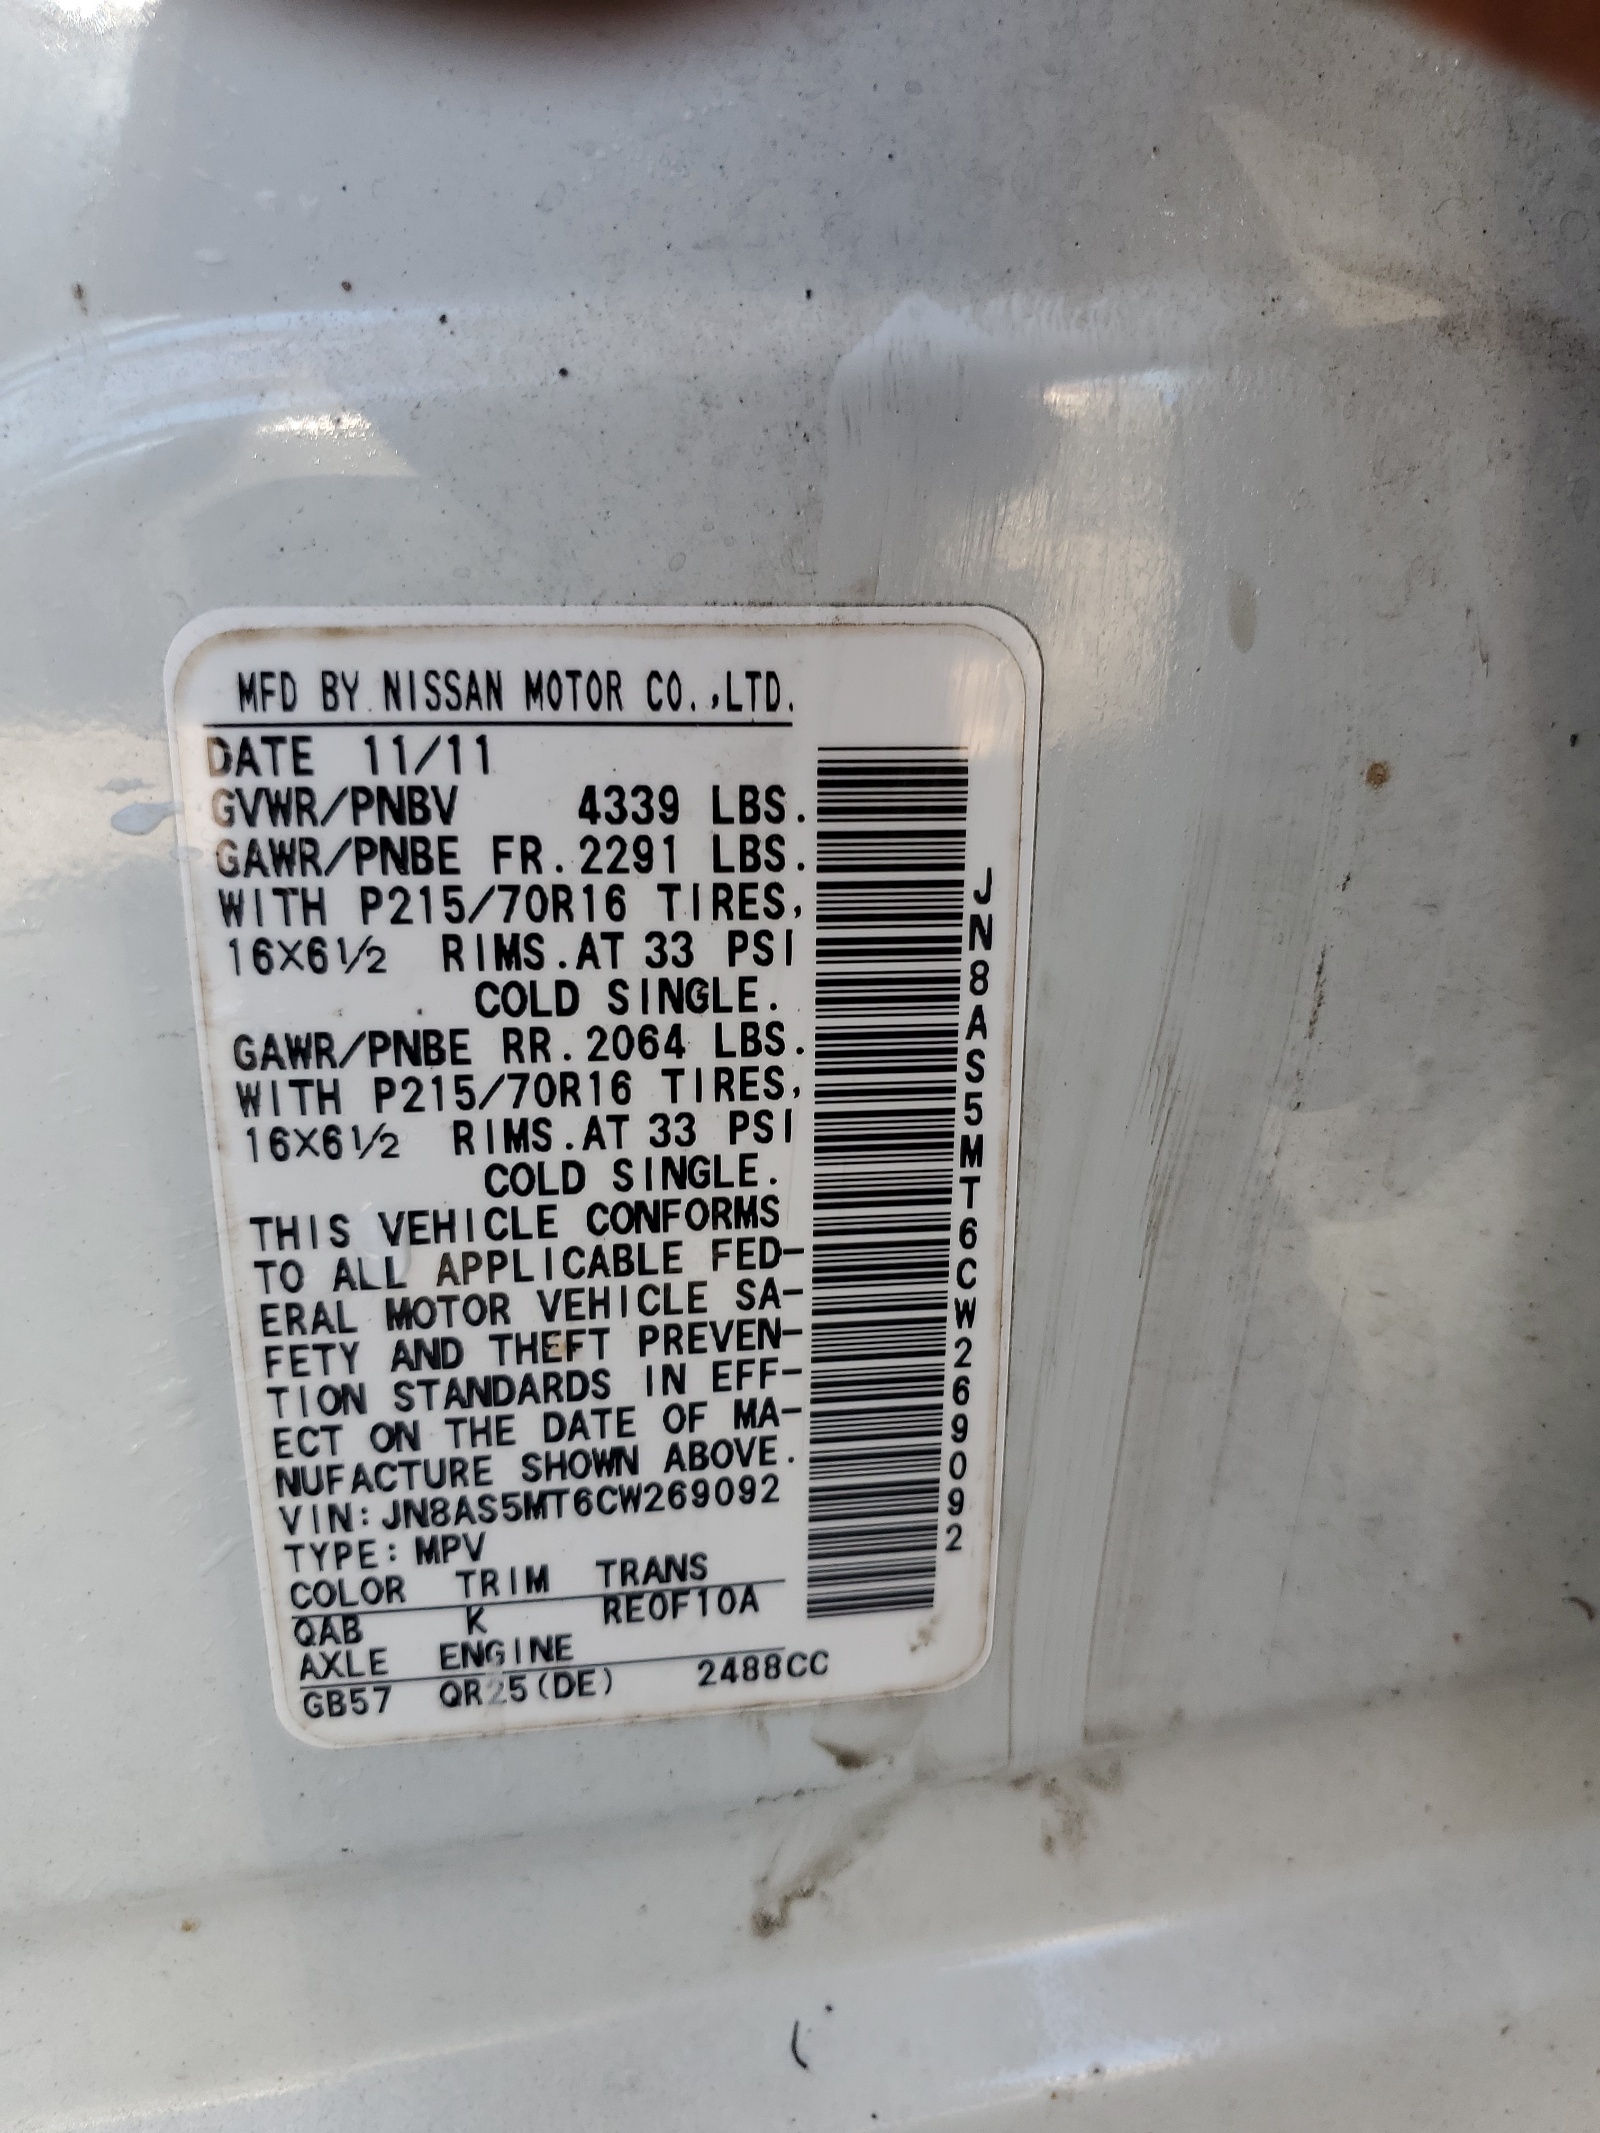 MFD BY NISSAN MOTOR CO.,LTD.
DATE 11/11
GVWR/PNBV 4339 LBS.
GAWR/PNBE FR.2291 LBS.
WITH P215/70R16 TIRES,
16X6½ RIMS.AT 33 PSI
COLD SINGLE.
GAWR/PNBE RR.2064 LBS.
WITH P215/70R16 TIRES,
16X6½ RIMS.AT 33 PSI
COLD SINGLE.
THIS VEHICLE CONFORMS
TO ALL APPLICABLE FED-
ERAL MOTOR VEHICLE SA-
FETY AND THEFT PREVEN-
TION STANDARDS IN EFF-
ECT ON THE DATE OF MA-
NUFACTURE SHOWN ABOVE.
VIN:JN8AS5MT6CW269092
TYPE:MPV
COLOR TRIM TRANS
QAB K RE0F10A
AXLE ENGINE
GB57 QR25(DE) 2488CC
JN8AS5MT6CW269092